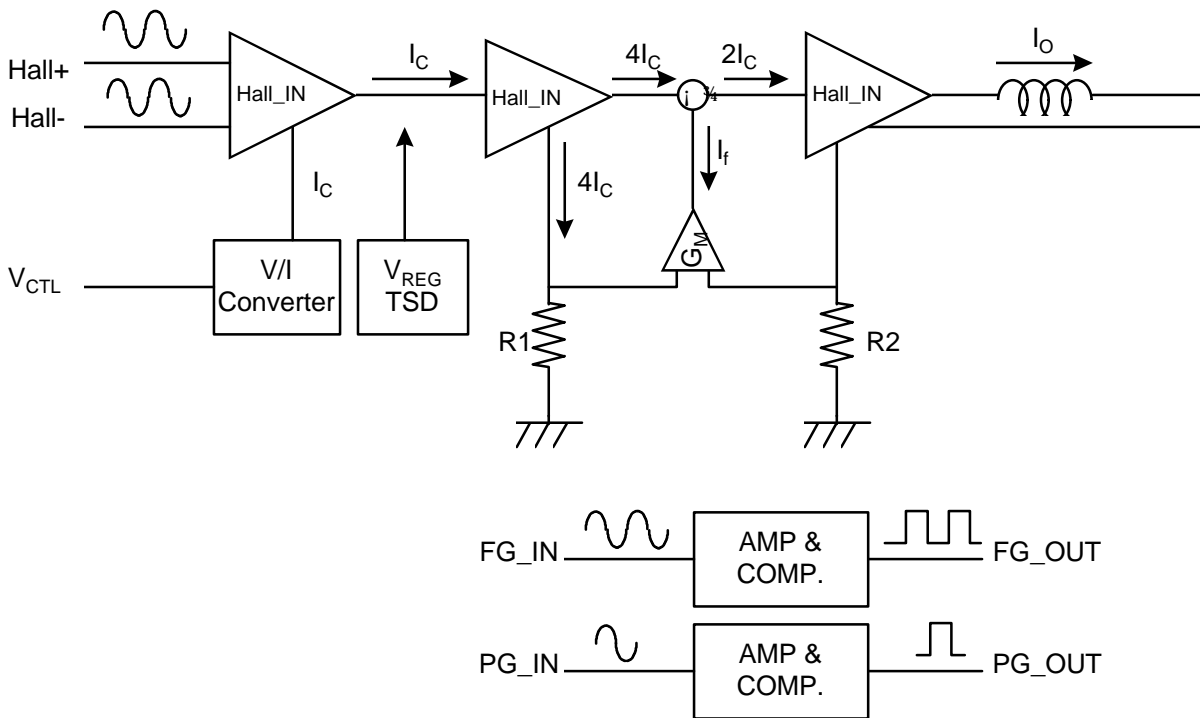 Hall+
Hall-
Hall_IN
I_C
Hall_IN
4I_C
2I_C
Hall_IN
I_O
I_C
4I_C
I_f
G_M
V_CTL
V/I
Converter
V_REG
TSD
R1
R2
FG_IN
AMP &
COMP.
FG_OUT
PG_IN
AMP &
COMP.
PG_OUT